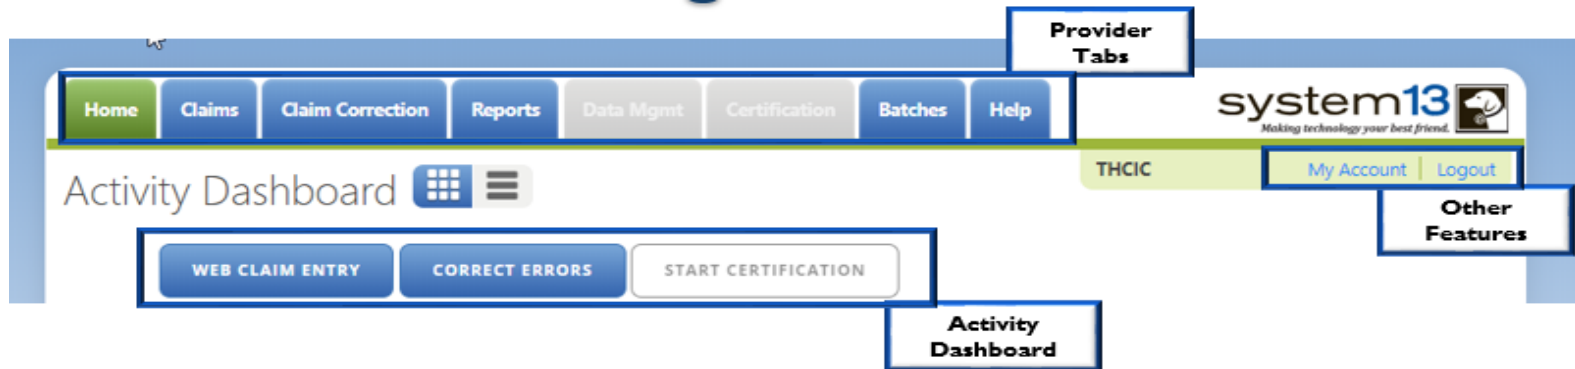 Provider
Tabs
Home Claims Claim Correction Reports Data Mgmt Certification Batches Help
system13
Making technology your best friend.
THCIC My Account Logout
Activity Dashboard
Other
Features
WEB CLAIM ENTRY CORRECT ERRORS START CERTIFICATION
Activity
Dashboard